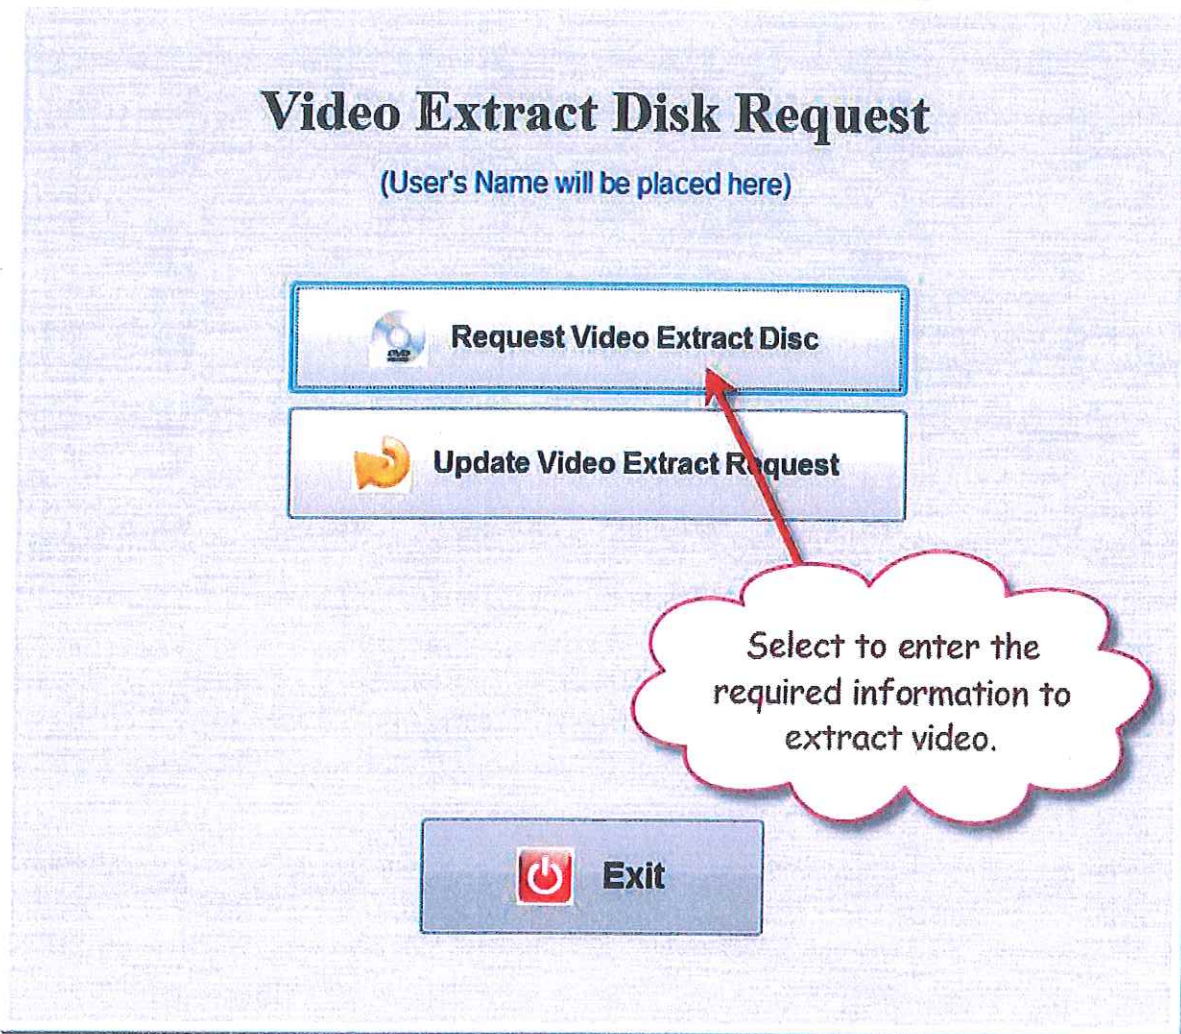 Video Extract Disk Request
(User's Name will be placed here)
DVD
Request Video Extract Disc
Update Video Extract Request
Select to enter the
required information to
extract video.
Exit